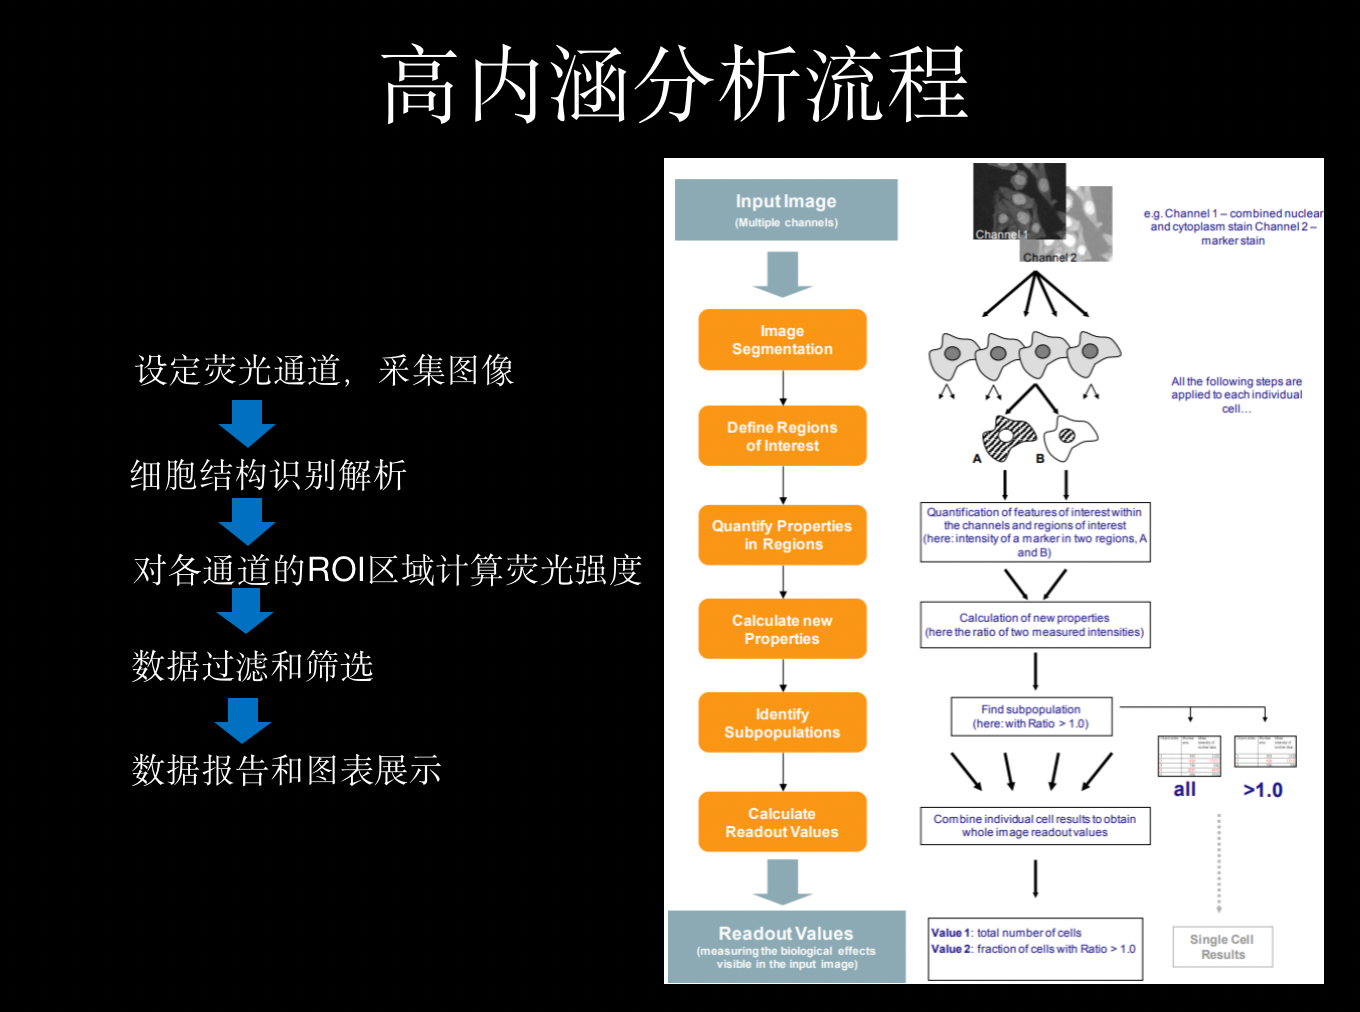 高内涵分析流程
设定荧光通道，采集图像
细胞结构识别解析
对各通道的ROI区域计算荧光强度
数据过滤和筛选
数据报告和图表展示
Input Image
(Multiple channels)
Image
Segmentation
Define Regions
of Interest
Quantify Properties
in Regions
Calculate new
Properties
Identify
Subpopulations
Calculate
Readout Values
Readout Values
(measuring the biological effects
visible in the input image)
Channel 1
Channel 2
e.g. Channel 1 – combined nuclear
and cytoplasm stain Channel 2 –
marker stain
All the following steps are
applied to each individual
cell…
A
B
Quantification of features of interest within
the channels and regions of interest
(here: intensity of a marker in two regions, A
and B)
Calculation of new properties
(here the ratio of two measured intensities)
Find subpopulation
(here: with Ratio > 1.0)
all
>1.0
Combine individual cell results to obtain
whole image readout values
Value 1: total number of cells
Value 2: fraction of cells with Ratio > 1.0
Single Cell
Results